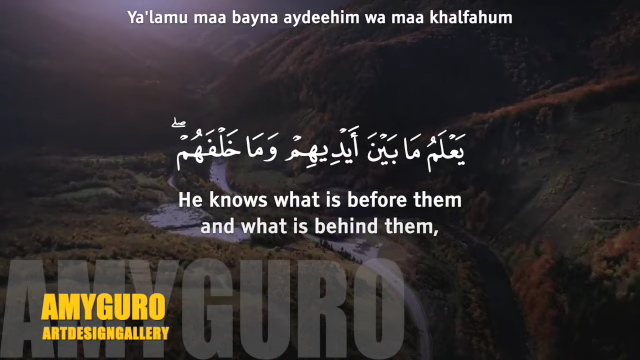 Ya'lamu maa bayna aydeehim wa maa khalfahum
يَعْلَمُ مَا بَيْنَ أَيْدِيهِمْ وَمَا خَلْفَهُمْ ۖ
He knows what is before them
and what is behind them,
AMYGURO
AMYGURO
ARTDESIGNGALLERY